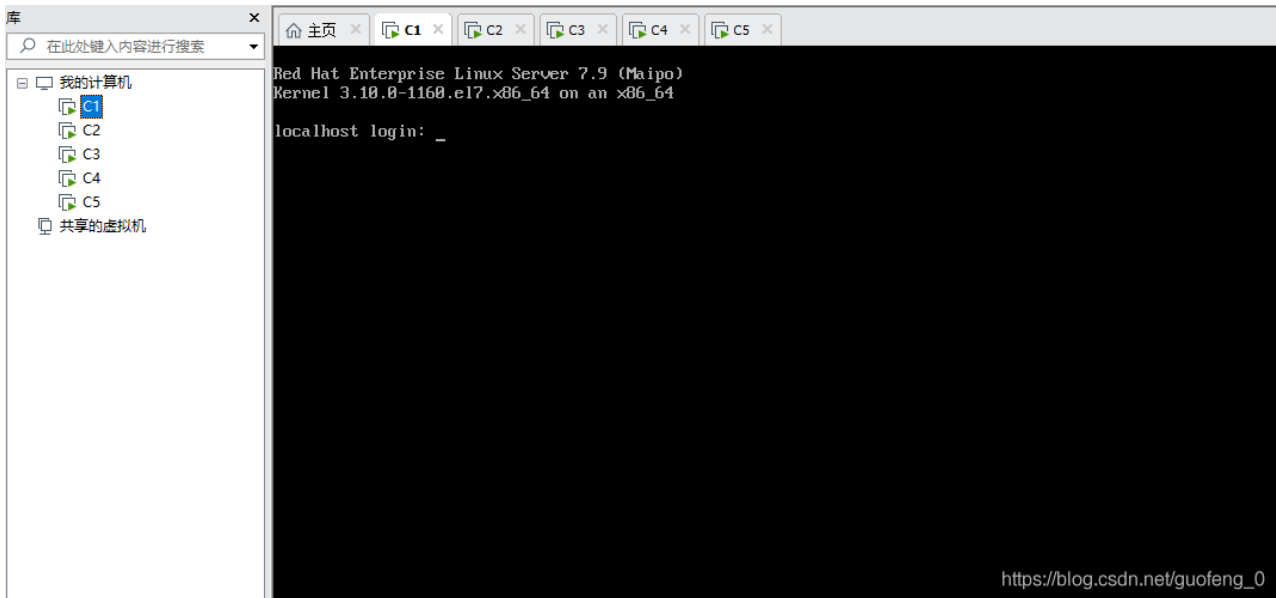 库
在此处键入内容进行搜索
我的计算机
C1
C2
C3
C4
C5
共享的虚拟机
主页 C1 C2 C3 C4 C5
Red Hat Enterprise Linux Server 7.9 (Maipo)
Kernel 3.10.0-1160.el7.x86_64 on an x86_64
localhost login: _
https://blog.csdn.net/guofeng_0